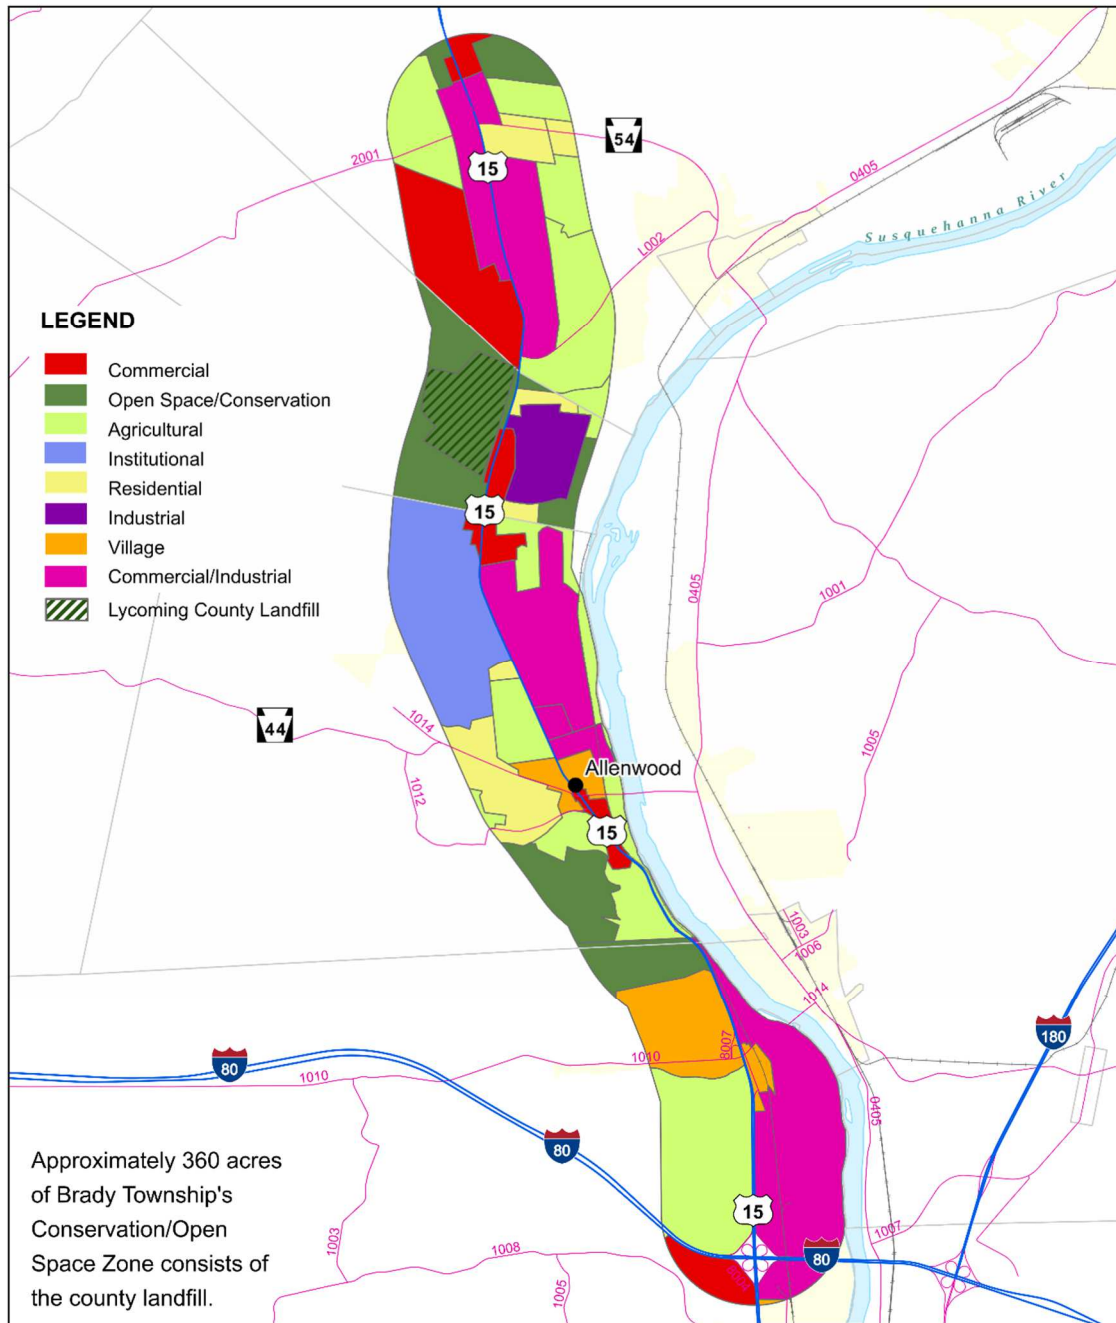 54
2001
15
0405
L002
Susquehanna River
LEGEND
Commercial
Open Space/Conservation
Agricultural
Institutional
Residential
Industrial
Village
Commercial/Industrial
Lycoming County Landfill
15
0405
1001
44
1014
1005
Allenwood
1012
15
1003
1006
1014
180
80
1010
1010
8007
0405
80
Approximately 360 acres
of Brady Township's
Conservation/Open
Space Zone consists of
the county landfill.
15
1003
1008
1005
1007
80